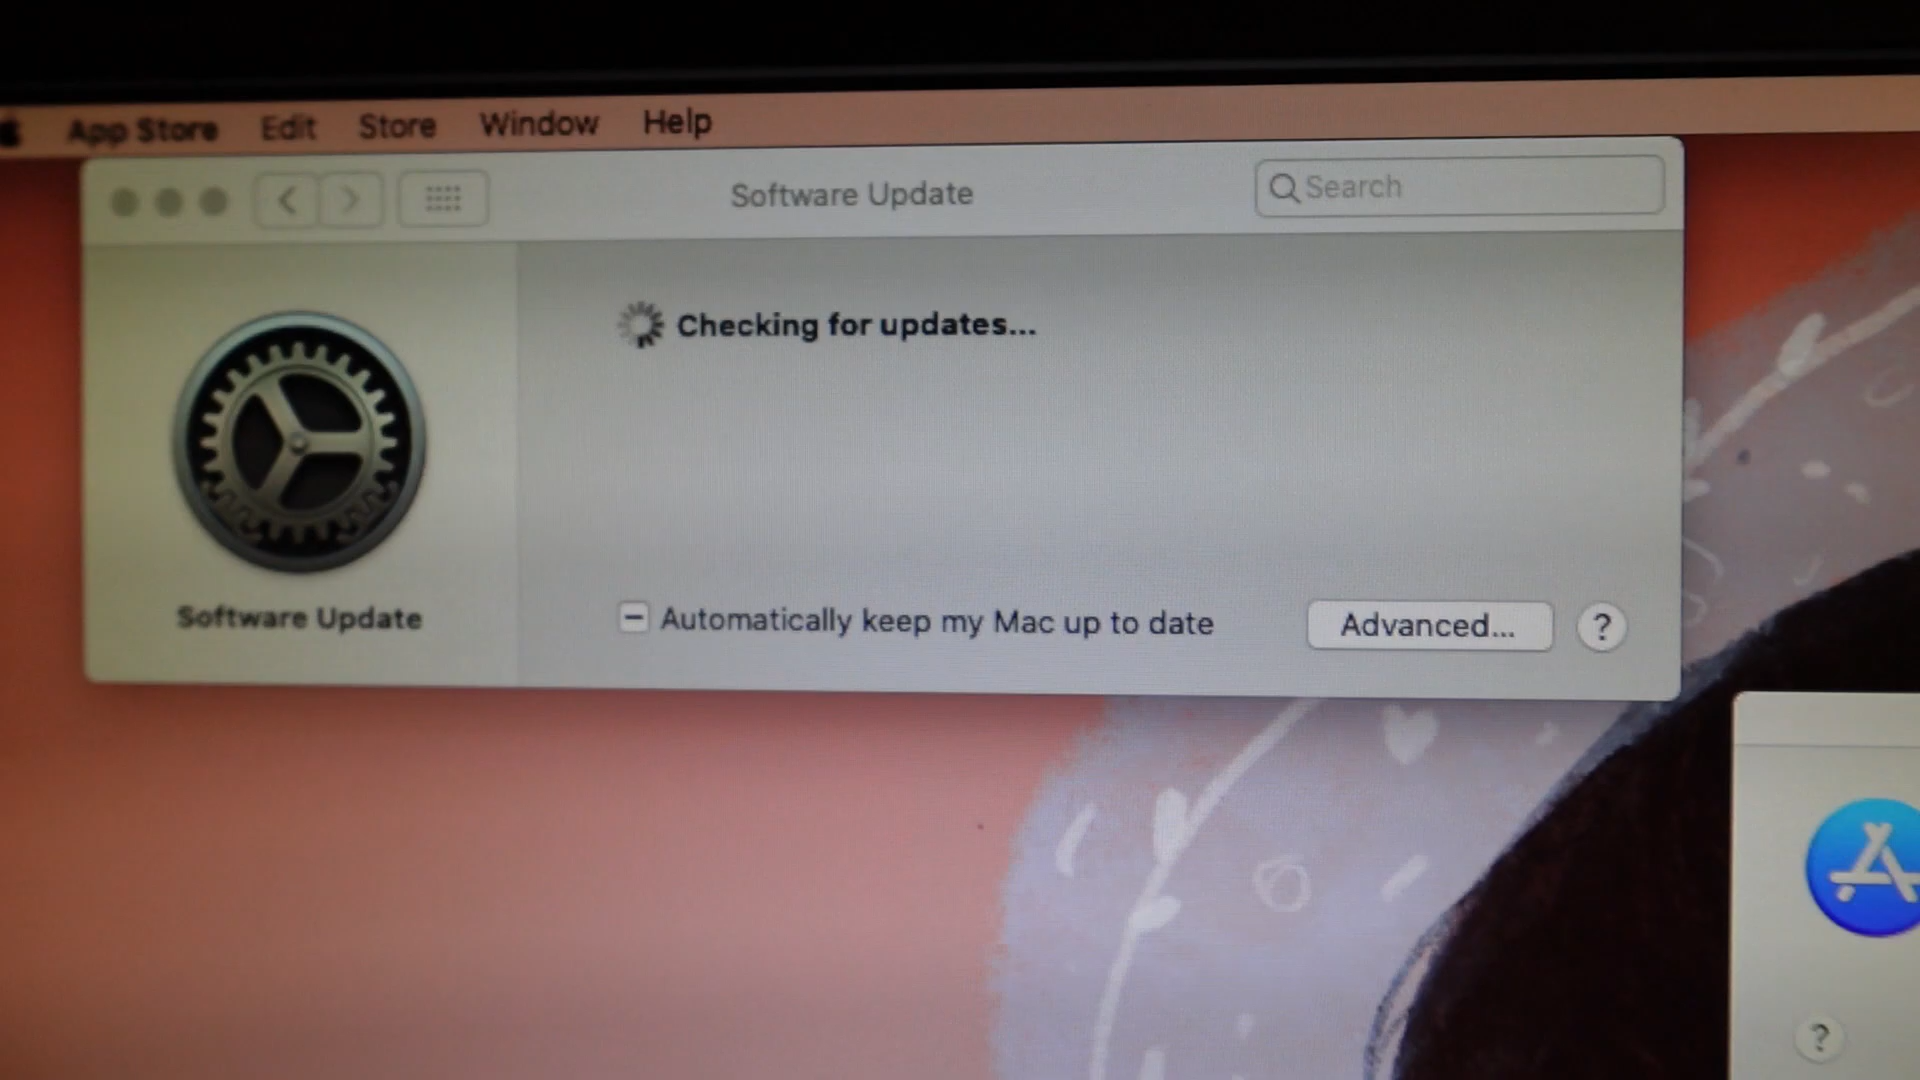 App Store Edit Store Window Help
Software Update
Search
Checking for updates...
Software Update
Automatically keep my Mac up to date
Advanced...
?
?